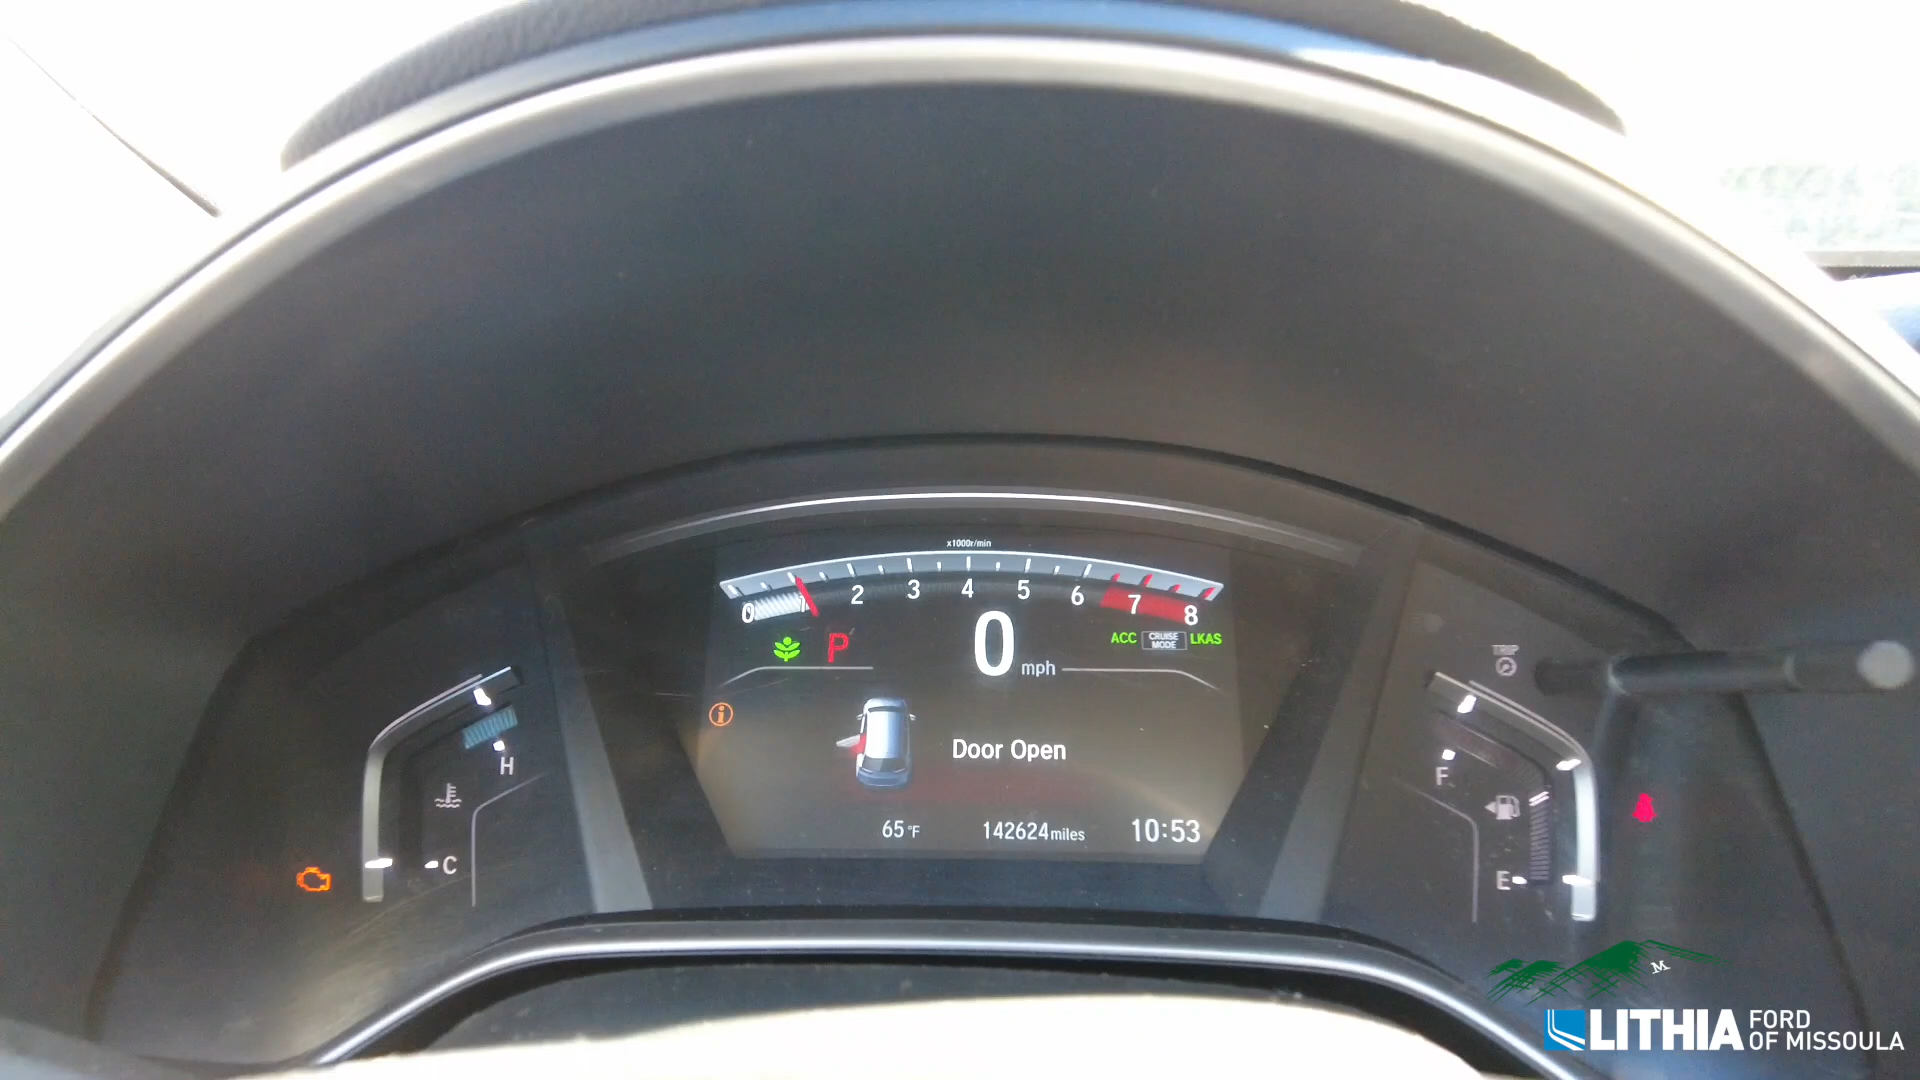 x1000r/min
0 1 2 3 4 5 6 7 8
P
0 mph
ACC CRUISE MODE LKAS
TRIP
H
C
i
Door Open
F
E
65°F
142624 miles
10:53
M
LITHIA FORD
OF MISSOULA